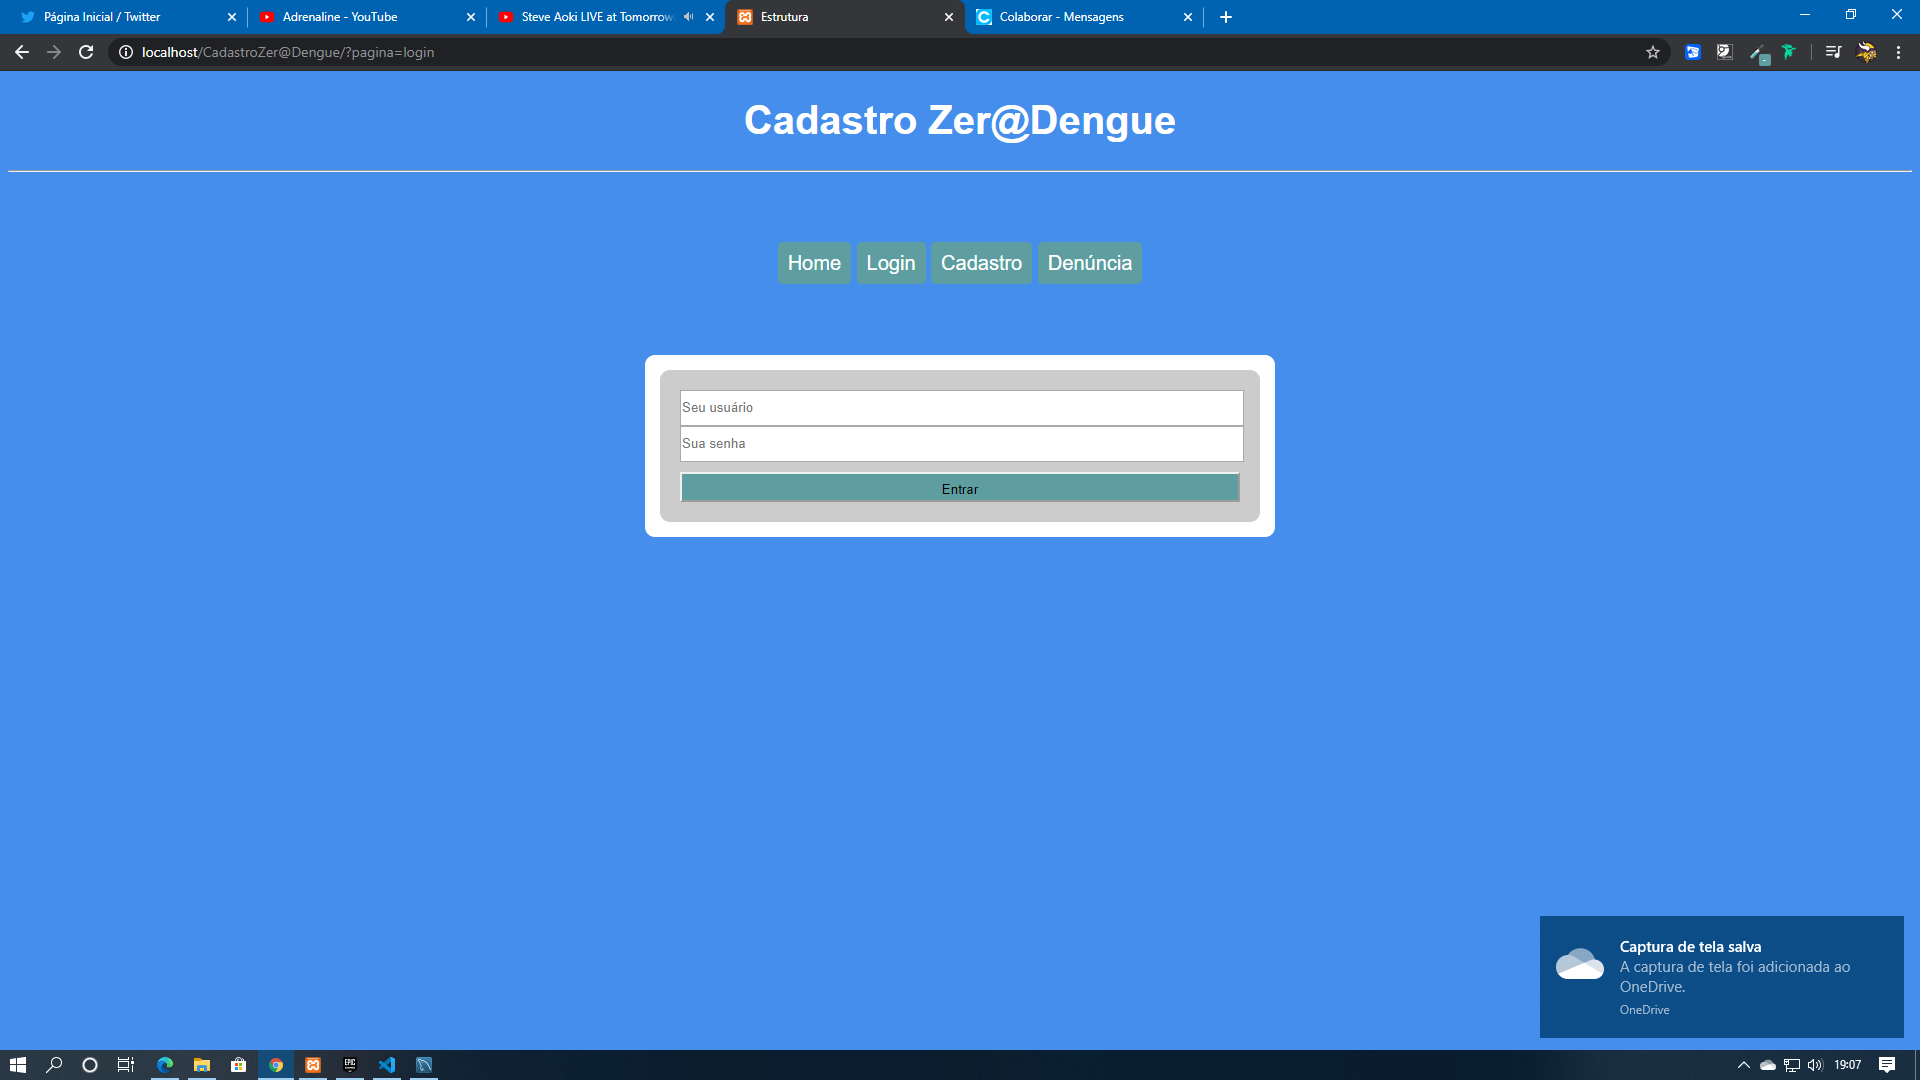 Página Inicial / Twitter
Adrenaline - YouTube
Steve Aoki LIVE at Tomorrow
Estrutura
Colaborar - Mensagens
localhost/CadastroZer@Dengue/?pagina=login
Cadastro Zer@Dengue
Home Login Cadastro Denúncia
Seu usuário
Sua senha
Entrar
Captura de tela salva
A captura de tela foi adicionada ao
OneDrive.
OneDrive
EPIC
19:07